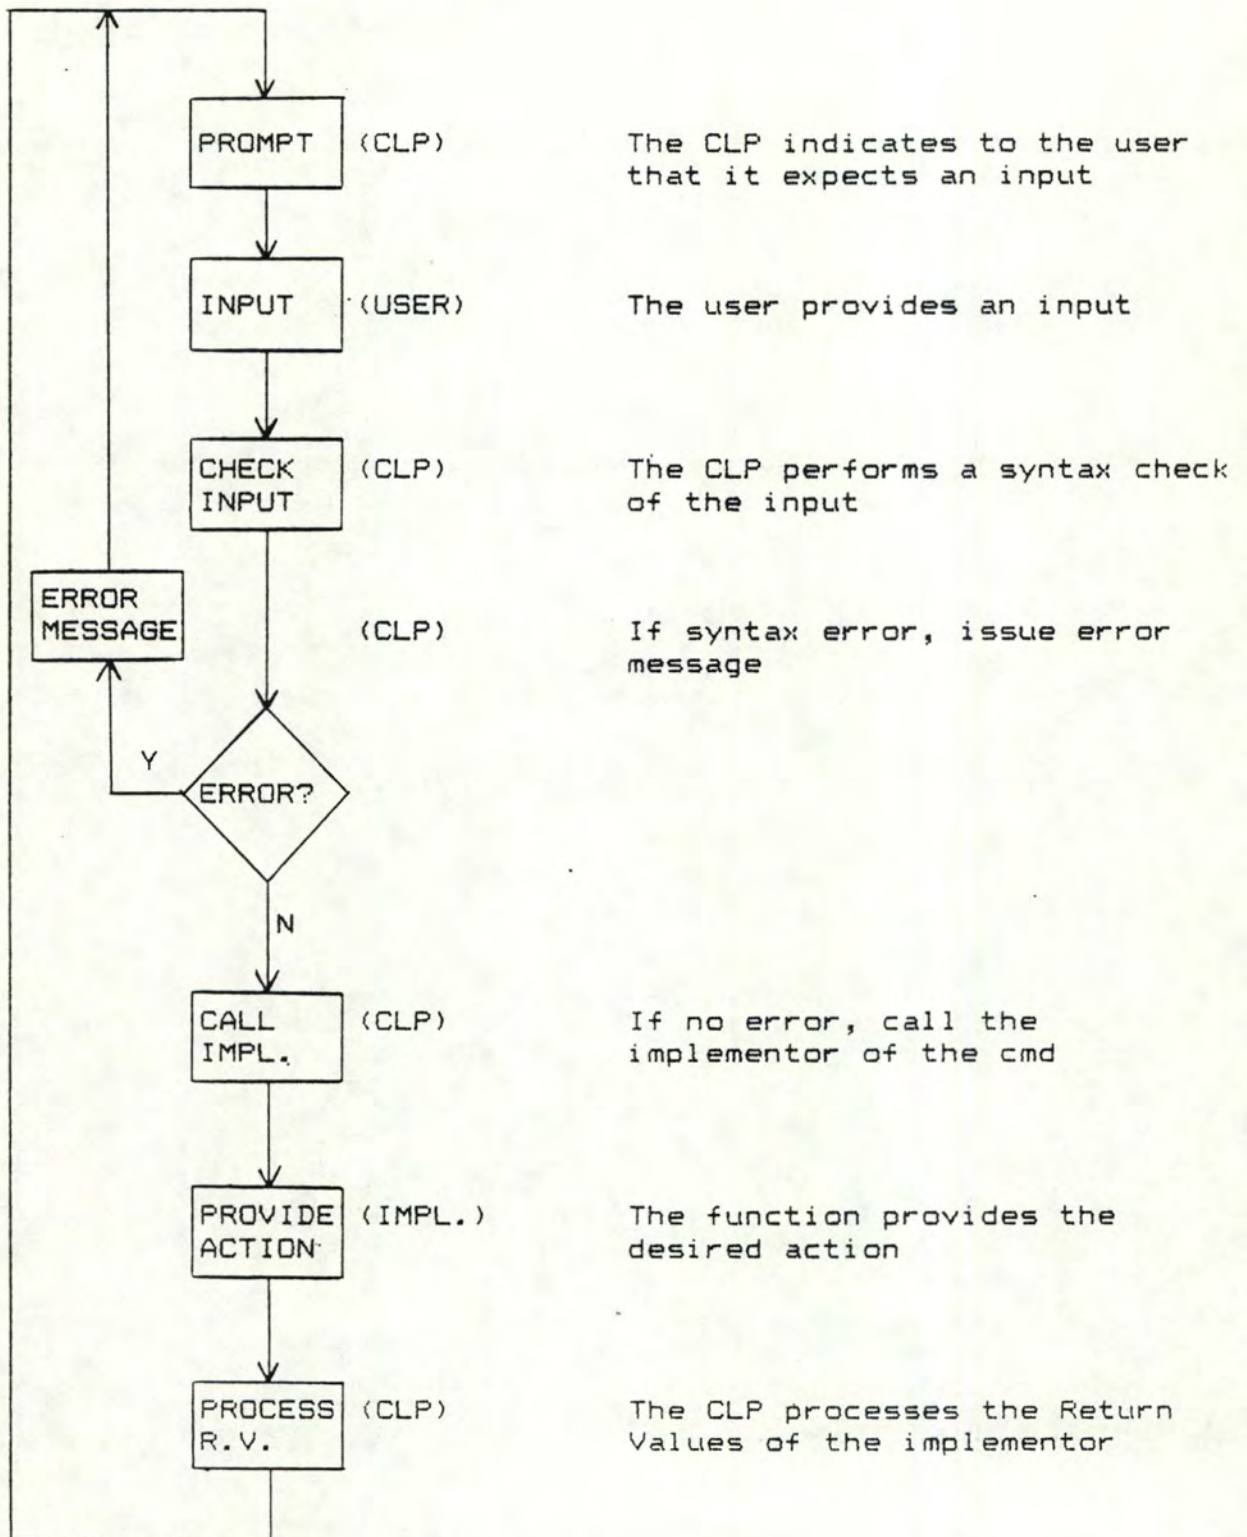 PROMPT (CLP) The CLP indicates to the user
that it expects an input
INPUT (USER) The user provides an input
CHECK (CLP) The CLP performs a syntax check
INPUT of the input
ERROR
MESSAGE (CLP) If syntax error, issue error
message
Y
ERROR?
N
CALL (CLP) If no error, call the
IMPL. implementor of the cmd
PROVIDE (IMPL.) The function provides the
ACTION desired action
PROCESS (CLP) The CLP processes the Return
R.V. Values of the implementor